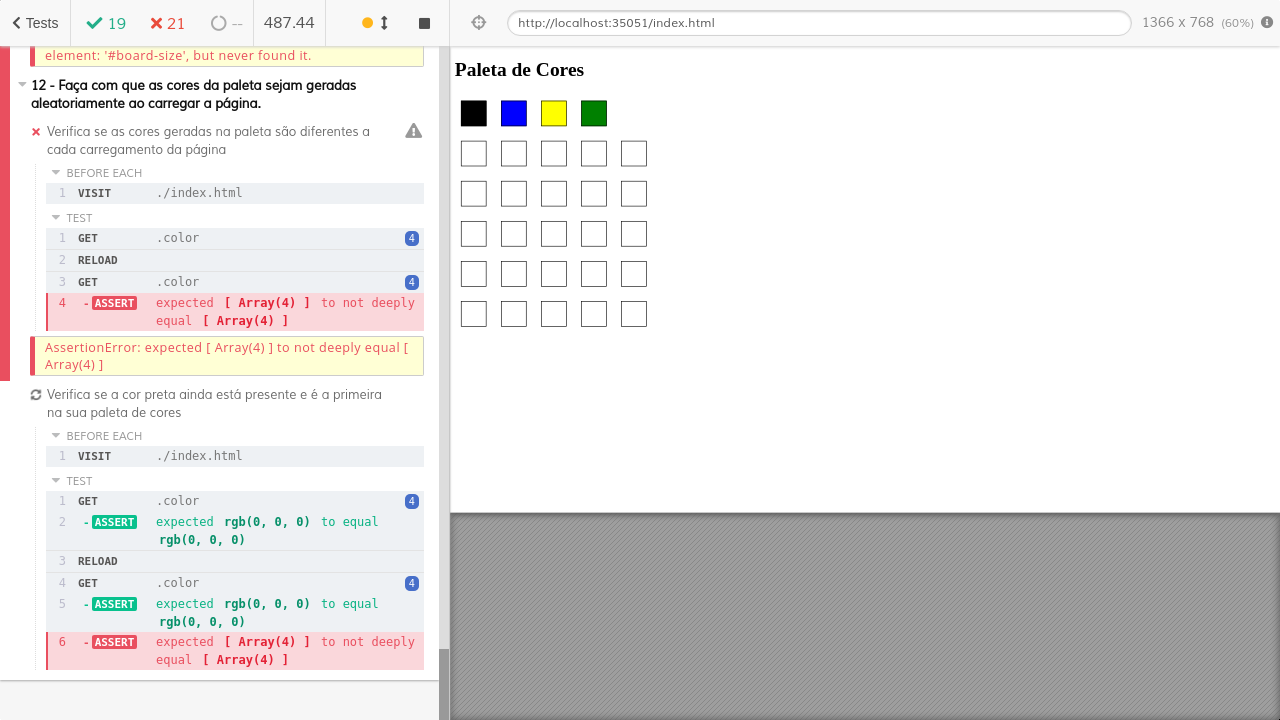 Tests
19
21
--
487.44
http://localhost:35051/index.html
1366 x 768 (60%)
element: '#board-size', but never found it.
12 - Faça com que as cores da paleta sejam geradas
aleatoriamente ao carregar a página.
Verifica se as cores geradas na paleta são diferentes a
cada carregamento da página
BEFORE EACH
1 VISIT ./index.html
TEST
1 GET .color 4
2 RELOAD
3 GET .color 4
4 -ASSERT expected [ Array(4) ] to not deeply
equal [ Array(4) ]
AssertionError: expected [ Array(4) ] to not deeply equal [
Array(4) ]
Verifica se a cor preta ainda está presente e é a primeira
na sua paleta de cores
BEFORE EACH
1 VISIT ./index.html
TEST
1 GET .color 4
2 -ASSERT expected rgb(0, 0, 0) to equal
rgb(0, 0, 0)
3 RELOAD
4 GET .color 4
5 -ASSERT expected rgb(0, 0, 0) to equal
rgb(0, 0, 0)
6 -ASSERT expected [ Array(4) ] to not deeply
equal [ Array(4) ]
Paleta de Cores